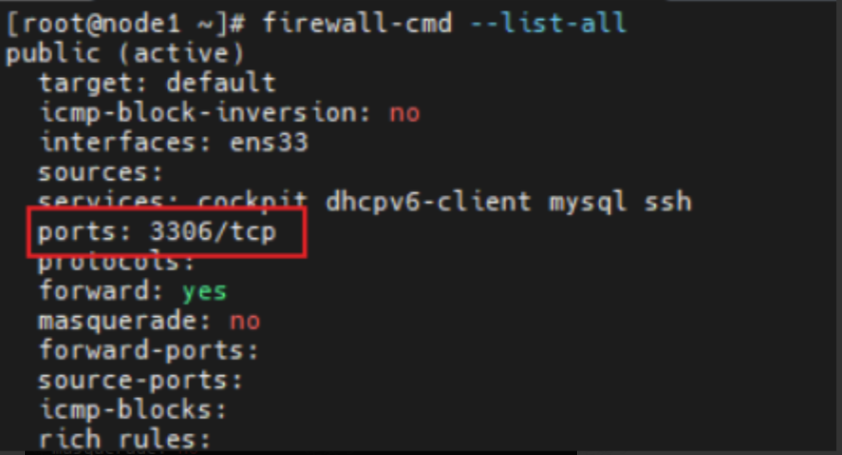 [root@node1 ~]# firewall-cmd --list-all
public (active)
target: default
icmp-block-inversion: no
interfaces: ens33
sources:
services: cockpit dhcpv6-client mysql ssh
ports: 3306/tcp
protocols:
forward: yes
masquerade: no
forward-ports:
source-ports:
icmp-blocks:
rich rules: